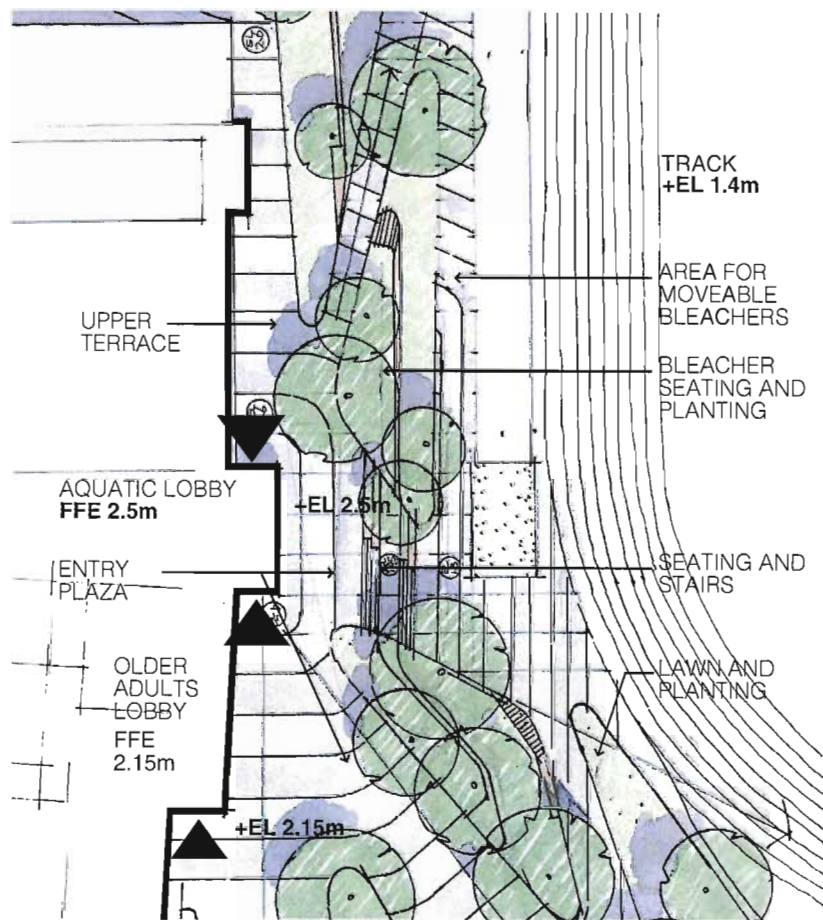 TRACK
+EL 1.4m
AREA FOR
MOVEABLE
BLEACHERS
UPPER
TERRACE
BLEACHER
SEATING AND
PLANTING
AQUATIC LOBBY
FFE 2.5m
+EL 2.5m
ENTRY
PLAZA
SEATING AND
STAIRS
OLDER
ADULTS
LOBBY
FFE
2.15m
LAWN AND
PLANTING
+EL 2.15m